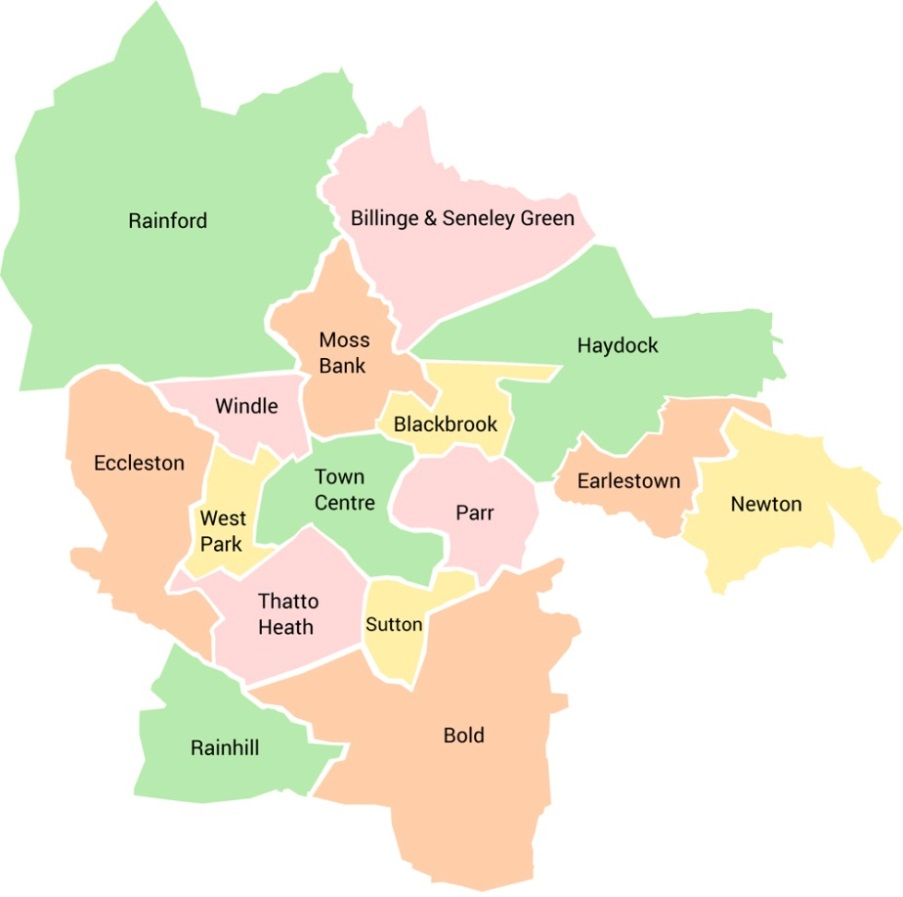 Rainford
Billinge & Seneley Green
Moss
Bank
Haydock
Windle
Blackbrook
Eccleston
Town
Centre
Earlestown
Newton
Parr
West
Park
Thatto
Heath
Sutton
Bold
Rainhill